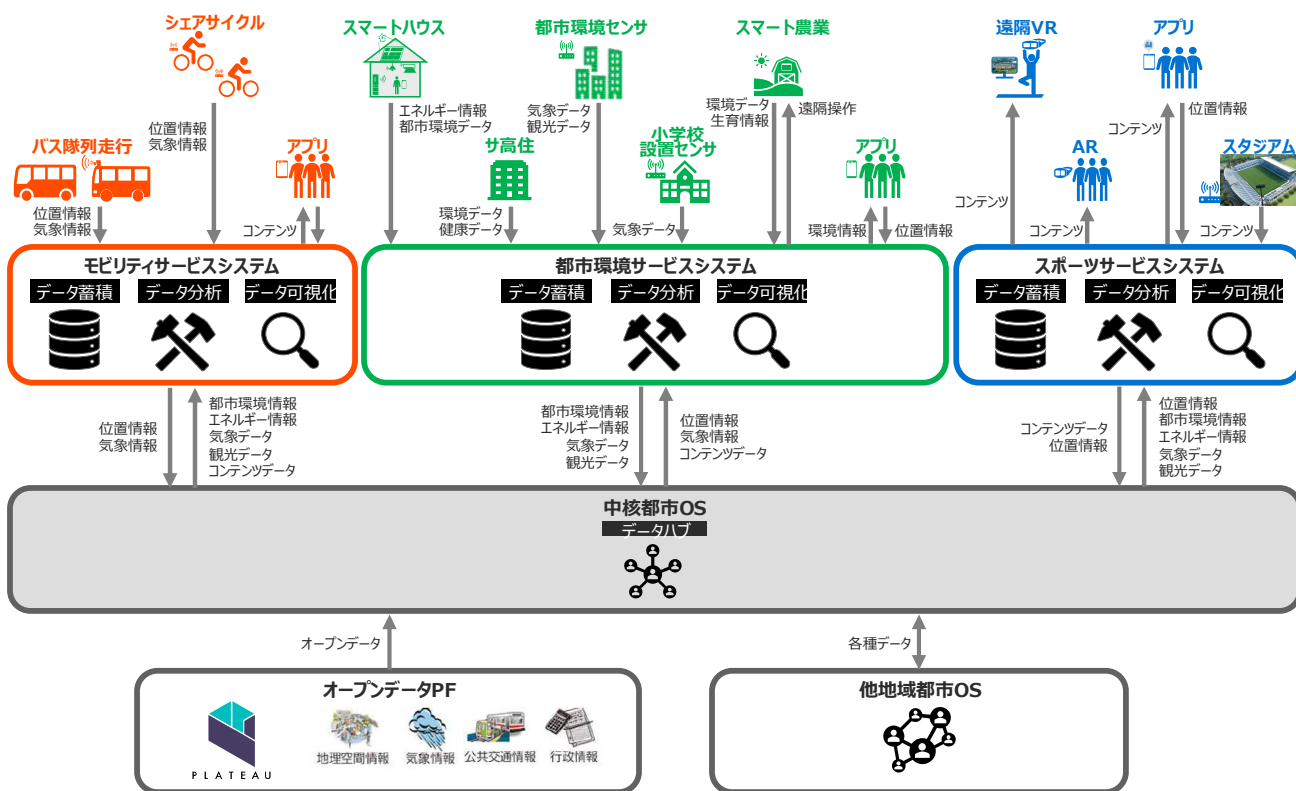 シェアサイクル
スマートハウス
都市環境センサ
スマート農業
遠隔VR
アプリ
位置情報
気象情報
エネルギー情報
都市環境データ
気象データ
観光データ
環境データ
生育情報
遠隔操作
コンテンツ
位置情報
バス隊列走行
アプリ
サ高住
小学校
設置センサ
アプリ
AR
スタジアム
位置情報
気象情報
コンテンツ
環境データ
健康データ
気象データ
環境情報
位置情報
コンテンツ
コンテンツ
コンテンツ
モビリティサービスシステム
データ蓄積
データ分析
データ可視化
都市環境サービスシステム
データ蓄積
データ分析
データ可視化
スポーツサービスシステム
データ蓄積
データ分析
データ可視化
位置情報
気象情報
都市環境情報
エネルギー情報
気象データ
観光データ
コンテンツデータ
都市環境情報
エネルギー情報
気象データ
観光データ
位置情報
気象情報
コンテンツデータ
コンテンツデータ
位置情報
位置情報
都市環境情報
エネルギー情報
気象データ
観光データ
中核都市OS
データハブ
オープンデータ
各種データ
オープンデータPF
PLATEAU
地理空間情報
気象情報
公共交通情報
行政情報
他地域都市OS